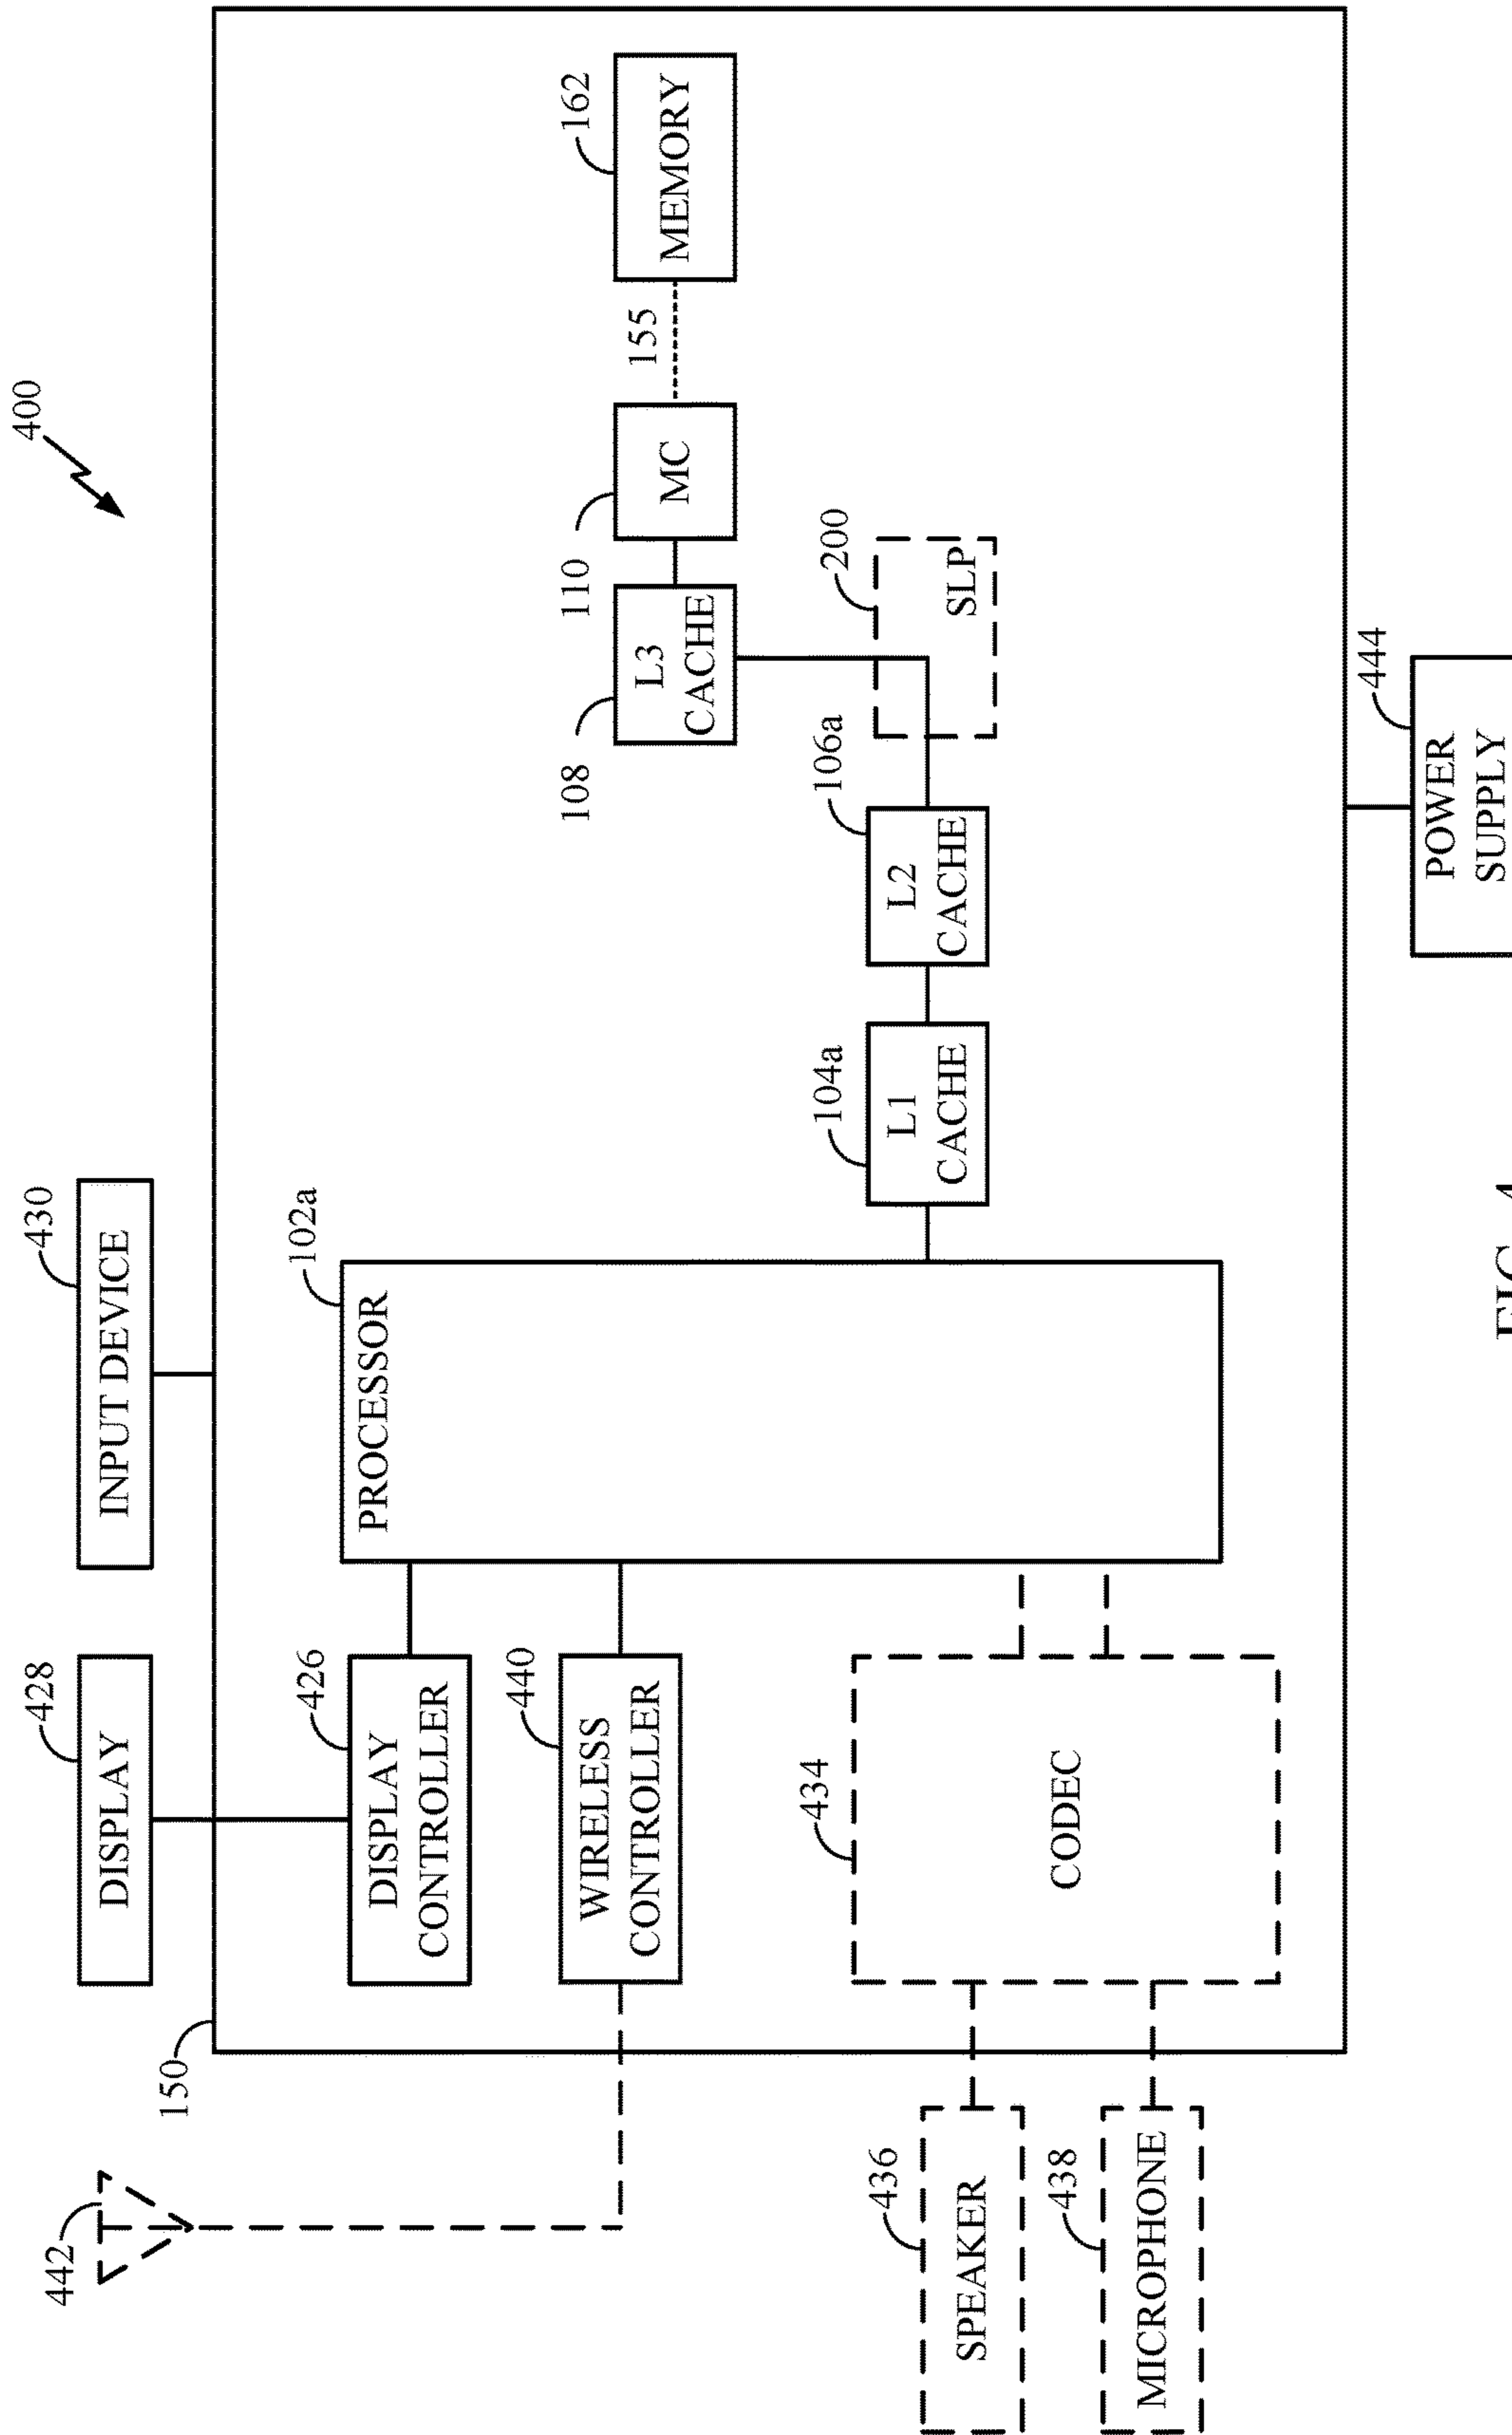 400
442
150
428
DISPLAY
430
INPUT DEVICE
426
DISPLAY
CONTROLLER
440
WIRELESS
CONTROLLER
434
CODEC
436
SPEAKER
438
MICROPHONE
102a
PROCESSOR
104a
L1
CACHE
106a
L2
CACHE
200
SLP
108
L3
CACHE
110
MC
155
162
MEMORY
444
POWER
SUPPLY
FIG. 4